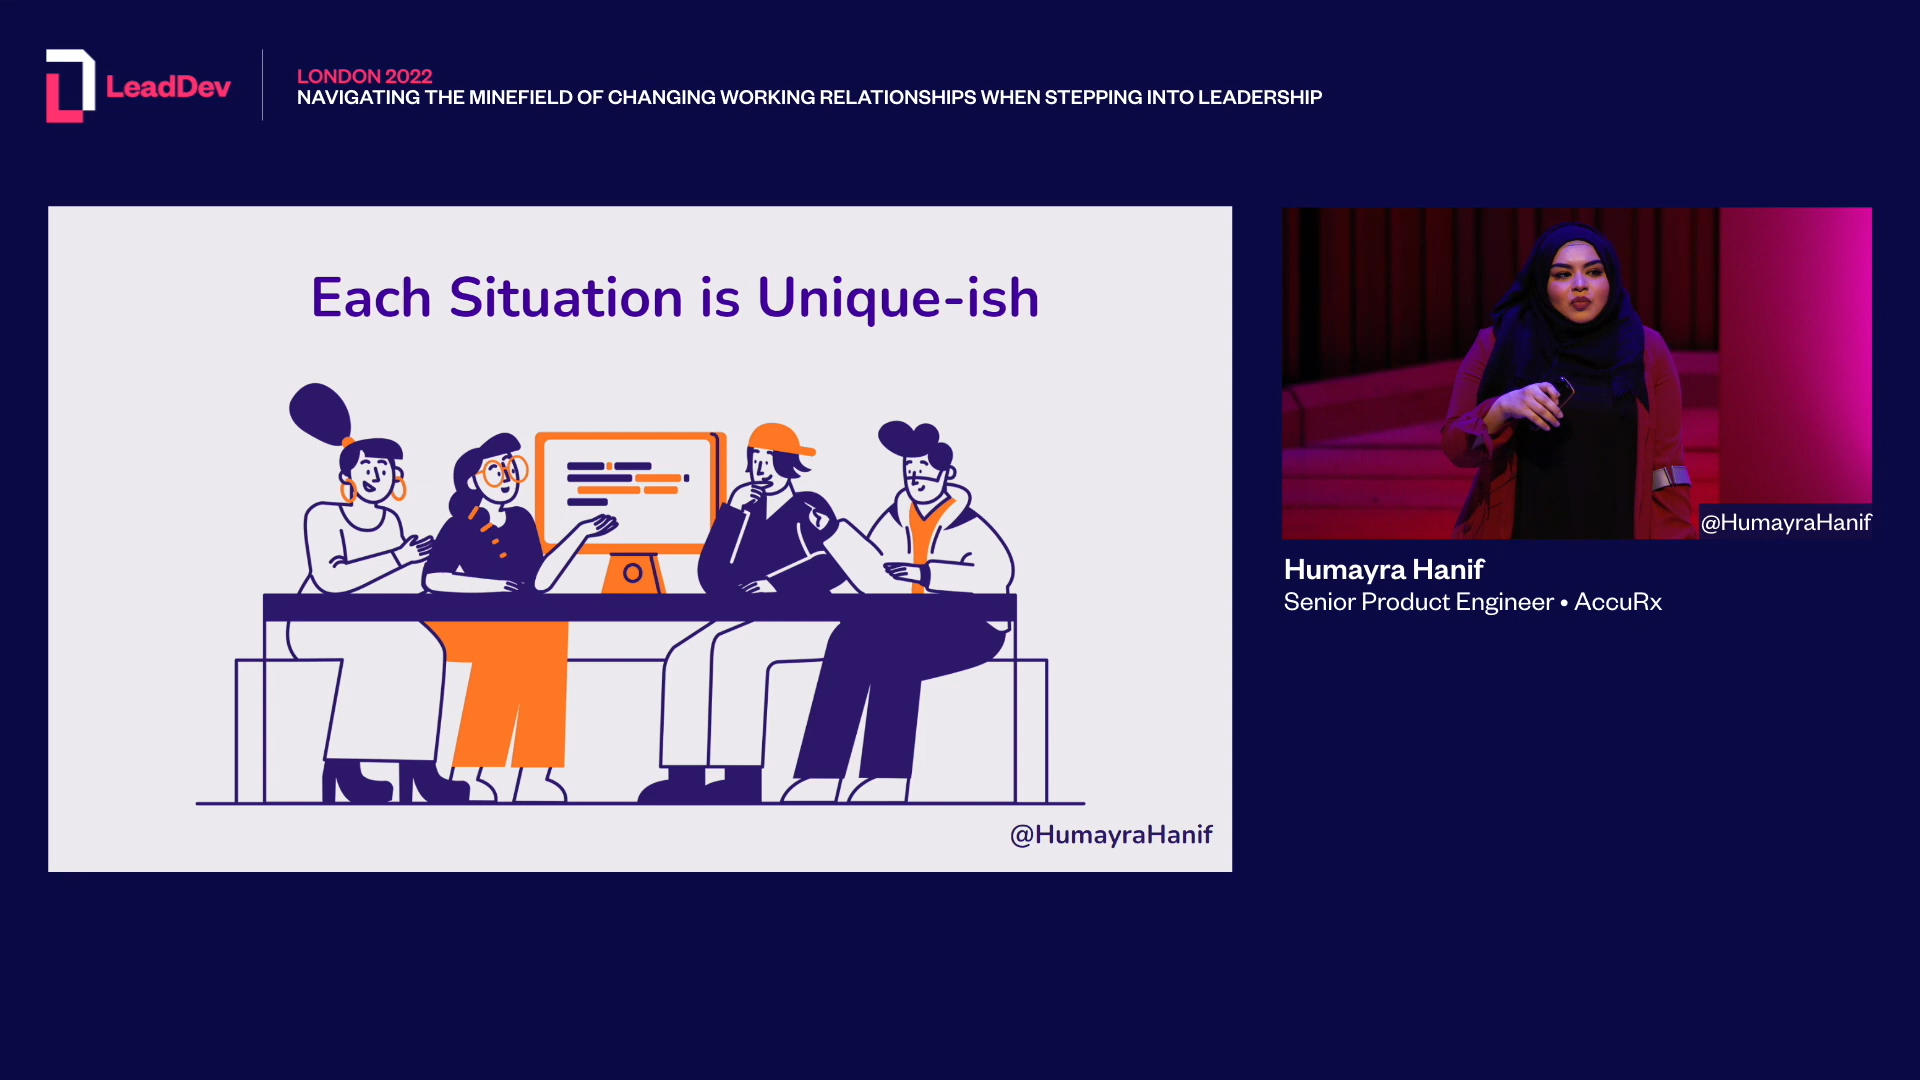 LeadDev
LONDON 2022
NAVIGATING THE MINEFIELD OF CHANGING WORKING RELATIONSHIPS WHEN STEPPING INTO LEADERSHIP
Each Situation is Unique-ish
@HumayraHanif
@HumayraHanif
Humayra Hanif
Senior Product Engineer • AccuRx